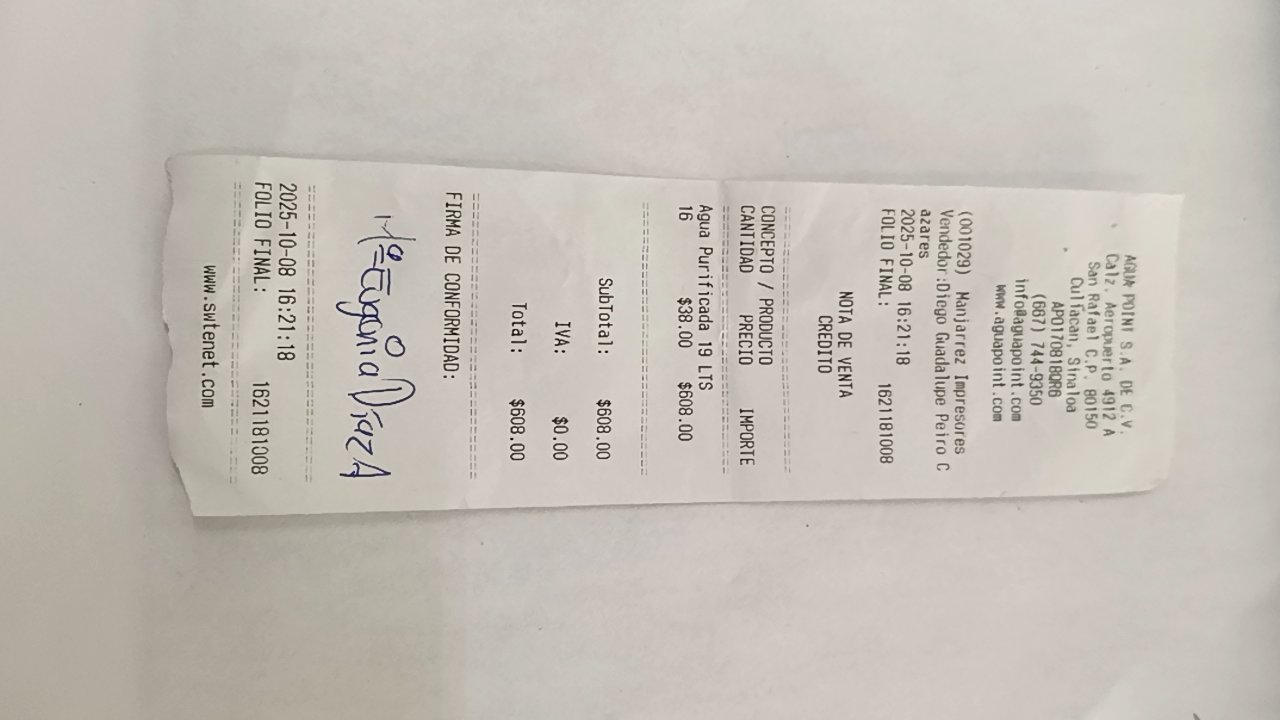 AGUA POINT S.A. DE C.V.
Calz. Aeropuerto 4912 A
San Rafael C.P. 80150
Culiacan, Sinaloa
APO170818QR6
(667) 744-9350
info@aguapoint.com
www.aguapoint.com
(001029) Manjarrez Impresores
Vendedor:Diego Guadalupe Peiro C
azares
2025-10-08 16:21:18
FOLIO FINAL: 1621181008
NOTA DE VENTA
CREDITO
CONCEPTO / PRODUCTO
CANTIDAD PRECIO IMPORTE
Agua Purificada 19 LTS
16 $38.00 $608.00
SubTotal: $608.00
IVA: $0.00
Total: $608.00
FIRMA DE CONFORMIDAD:
Mª Eugenia Díaz A
2025-10-08 16:21:18
FOLIO FINAL: 1621181008
www.swtenet.com